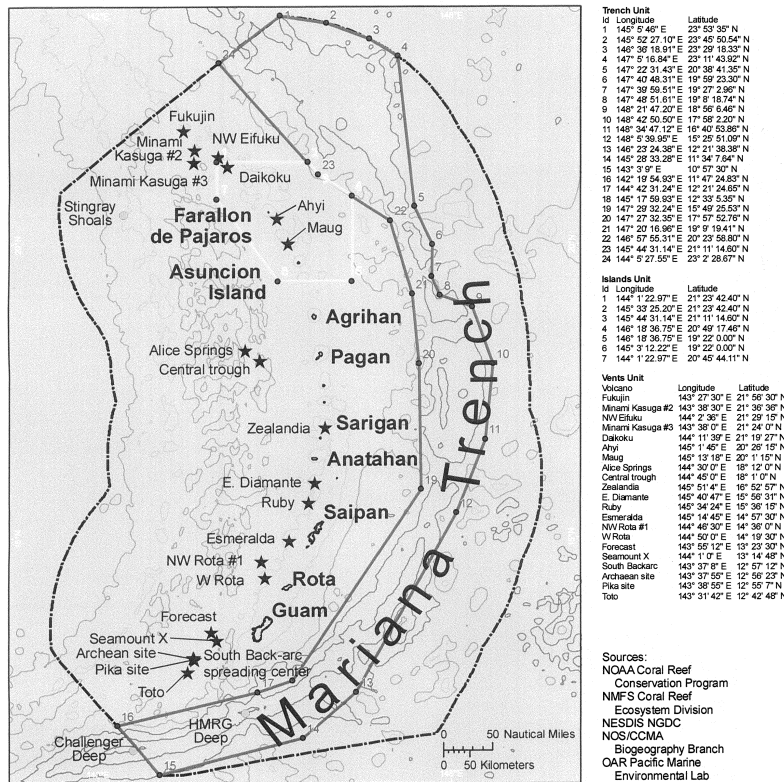 1
2
3
4
24
Fukujin
Minami
Kasuga #2
NW Eifuku
23
Minami Kasuga #3
Daikoku
Stingray
Shoals
Ahyi
5
22
Farallon
de Pajaros
Maug
6
Asuncion
Island
7
8
9
21
Agrihan
Alice Springs
Pagan
10
Central trough
20
Zealandia
Sarigan
11
Anatahan
E. Diamante
19
Ruby
Saipan
12
Esmeralda
NW Rota #1
W Rota
Rota
Guam
Forecast
Seamount X
Archean site
South Back-arc
spreading center
Pika site
Toto
17
13
16
HMRG
Deep
14
Challenger
Deep
15
Mariana Trench
0 50 Nautical Miles
0 50 Kilometers
Trench Unit
Id Longitude Latitude
1 145° 5' 46" E 23° 53' 35" N
2 145° 52' 27.10" E 23° 45' 50.54" N
3 146° 36' 18.91" E 23° 29' 18.33" N
4 147° 5' 16.84" E 23° 11' 43.92" N
5 147° 22' 31.43" E 20° 38' 41.35" N
6 147° 40' 48.31" E 19° 59' 23.30" N
7 147° 39' 59.51" E 19° 27' 2.96" N
8 147° 48' 51.61" E 19° 8' 18.74" N
9 148° 21' 47.20" E 18° 56' 6.46" N
10 148° 42' 50.50" E 17° 58' 2.20" N
11 148° 34' 47.12" E 16° 40' 53.86" N
12 148° 5' 39.95" E 15° 25' 51.09" N
13 146° 23' 24.38" E 12° 21' 38.38" N
14 145° 28' 33.28" E 11° 34' 7.64" N
15 143° 3' 9" E 10° 57' 30" N
16 142° 19' 54.93" E 11° 47' 24.83" N
17 144° 42' 31.24" E 12° 21' 24.65" N
18 145° 17' 59.93" E 12° 33' 5.35" N
19 147° 29' 32.24" E 15° 49' 25.53" N
20 147° 27' 32.35" E 17° 57' 52.76" N
21 147° 20' 16.96" E 19° 9' 19.41" N
22 146° 57' 55.31" E 20° 23' 58.80" N
23 145° 44' 31.14" E 21° 11' 14.60" N
24 144° 5' 27.55" E 23° 2' 28.67" N
Islands Unit
Id Longitude Latitude
1 144° 1' 22.97" E 21° 23' 42.40" N
2 145° 33' 25.20" E 21° 23' 42.40" N
3 145° 44' 31.14" E 21° 11' 14.60" N
4 146° 18' 36.75" E 20° 49' 17.46" N
5 146° 18' 36.75" E 19° 22' 0.00" N
6 145° 3' 12.22" E 19° 22' 0.00" N
7 144° 1' 22.97" E 20° 45' 44.11" N
Vents Unit
Volcano Longitude Latitude
Fukujin 143° 27' 30" E 21° 56' 30" N
Minami Kasuga #2 143° 38' 30" E 21° 36' 36" N
NW Eifuku 144° 2' 36" E 21° 29' 15" N
Minami Kasuga #3 143° 38' 0" E 21° 24' 0" N
Daikoku 144° 11' 39" E 21° 19' 27" N
Ahyi 145° 1' 45" E 20° 26' 15" N
Maug 145° 13' 18" E 20° 1' 15" N
Alice Springs 144° 30' 0" E 18° 12' 0" N
Central trough 144° 45' 0" E 18° 1' 0" N
Zealandia 145° 51' 4" E 16° 52' 57" N
E. Diamante 145° 40' 47" E 15° 56' 31" N
Ruby 145° 34' 24" E 15° 36' 15" N
Esmeralda 145° 14' 45" E 14° 57' 30" N
NW Rota #1 144° 46' 30" E 14° 36' 0" N
W Rota 144° 50' 0" E 14° 19' 30" N
Forecast 143° 55' 12" E 13° 23' 30" N
Seamount X 144° 1' 0" E 13° 14' 48" N
South Backarc 143° 37' 8" E 12° 57' 12" N
Archaean site 143° 37' 55" E 12° 56' 23" N
Pika site 143° 38' 55" E 12° 55' 7" N
Toto 143° 31' 42" E 12° 42' 48" N
Sources:
NOAA Coral Reef
Conservation Program
NMFS Coral Reef
Ecosystem Division
NESDIS NGDC
NOS/CCMA
Biogeography Branch
OAR Pacific Marine
Environmental Lab